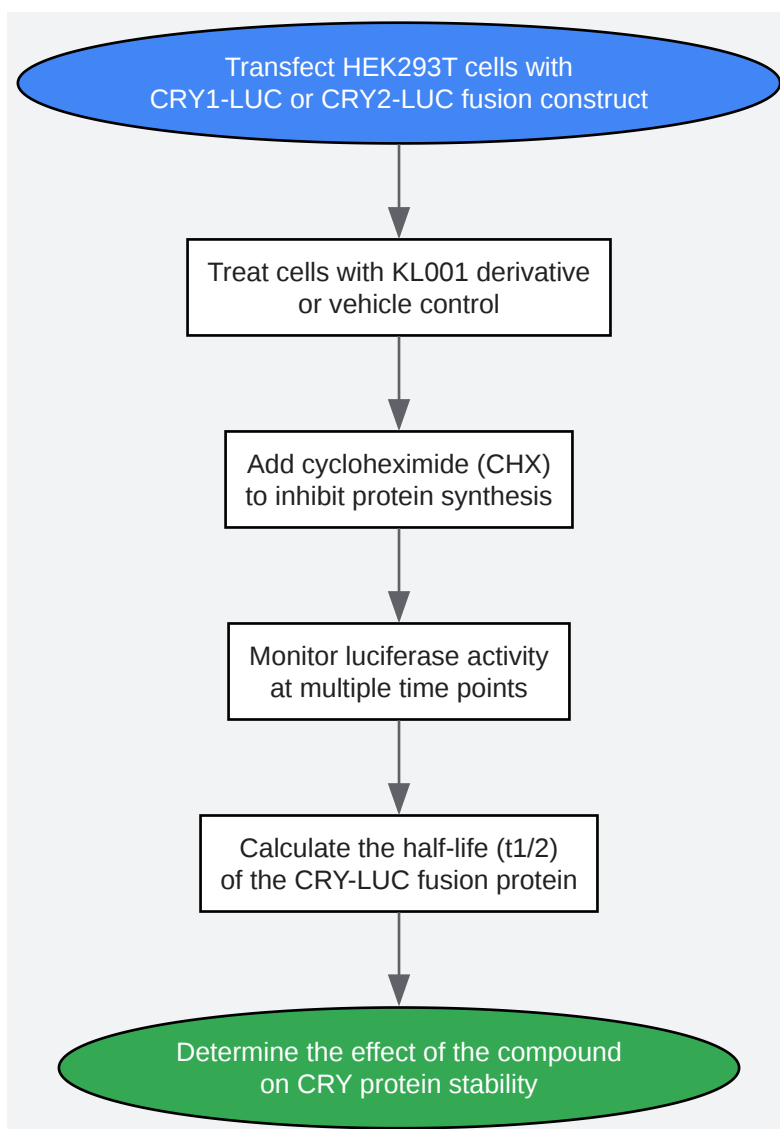 Transfect HEK293T cells with
CRY1-LUC or CRY2-LUC fusion construct
Treat cells with KL001 derivative
or vehicle control
Add cycloheximide (CHX)
to inhibit protein synthesis
Monitor luciferase activity
at multiple time points
Calculate the half-life (t1/2)
of the CRY-LUC fusion protein
Determine the effect of the compound
on CRY protein stability